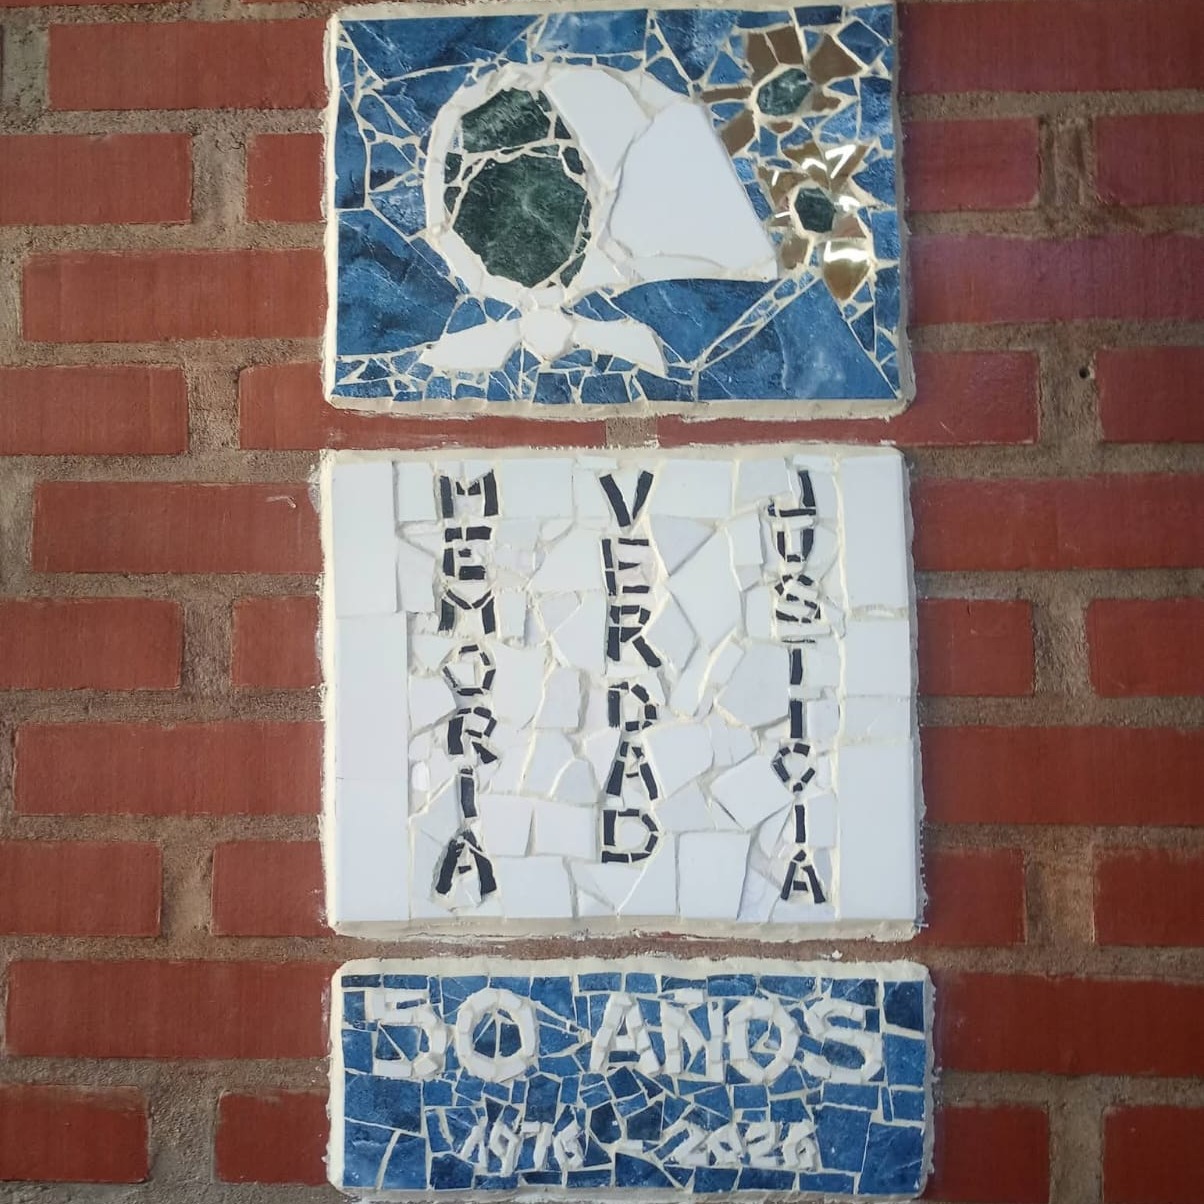 MEMORIA
VERDAD
JUSTICIA
50 AÑOS
1976 - 2026